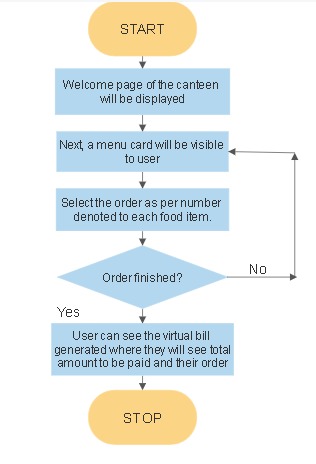 START
Welcome page of the canteen
will be displayed
Next, a menu card will be visible
to user
Select the order as per number
denoted to each food item.
Order finished?
No
Yes
User can see the virtual bill
generated where they will see total
amount to be paid and their order
STOP